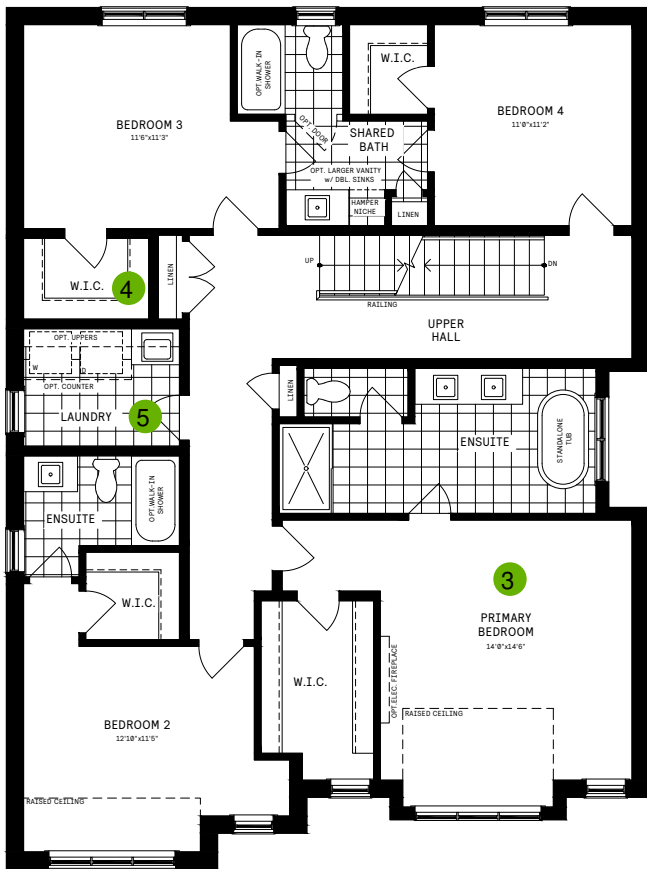 OPT.WALK-IN
SHOWER
W.I.C.
BEDROOM 3
11'6"x11'3"
OPT. DOOR
SHARED
BATH
BEDROOM 4
11'0"x11'2"
OPT. LARGER VANITY
w/ DBL. SINKS
HAMPER
NICHE
LINEN
LINEN
UP
DN
RAILING
W.I.C.
4
UPPER
HALL
OPT. UPPERS
W
D
OPT. COUNTER
LAUNDRY
5
LINEN
ENSUITE
STANDALONE
TUB
OPT.WALK-IN
SHOWER
ENSUITE
W.I.C.
3
PRIMARY
BEDROOM
14'0"x14'6"
OPT.ELEC. FIREPLACE
W.I.C.
RAISED CEILING
BEDROOM 2
12'10"x11'5"
RAISED CEILING